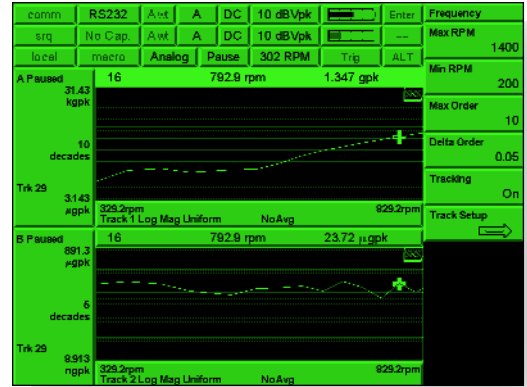 comm RS232 Awt A DC 10 dBVpk Enter Frequency
srq No Cap. Awt A DC 10 dBVpk --
local macro Analog Pause 302 RPM Trig ALT
Max RPM
1400
Min RPM
200
Max Order
10
Delta Order
0.05
Tracking
On
Track Setup
A Paused 16 792.9 rpm 1.347 gpk
31.43
kgpk
10
decades
Trk 29
3.143
µgpk
329.2rpm 829.2rpm
Track 1 Log Mag Uniform NoAvg
B Paused 16 792.9 rpm 23.72 µgpk
891.3
µgpk
6
decades
Trk 29
8.913
ngpk
329.2rpm 829.2rpm
Track 2 Log Mag Uniform NoAvg